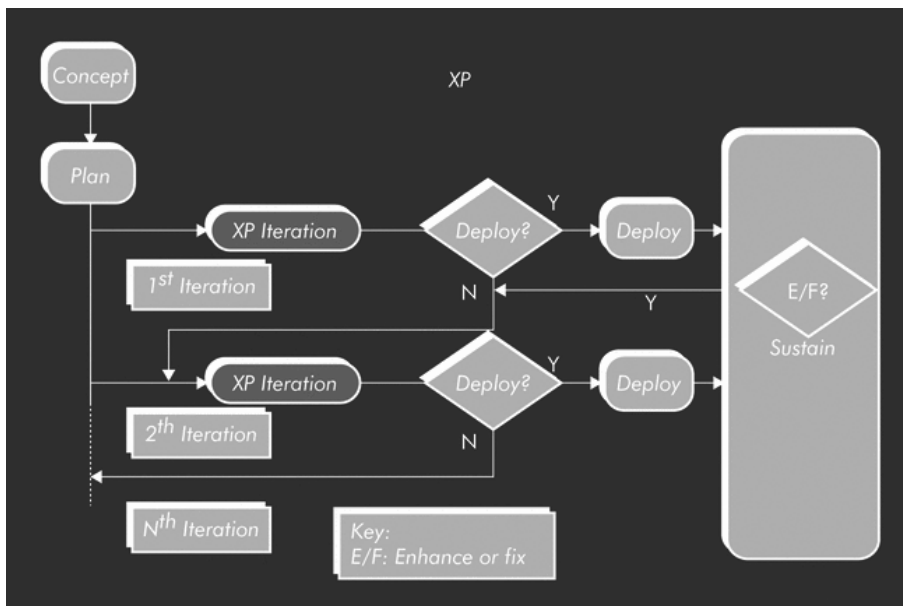 Concept
XP
Plan
XP Iteration
Deploy?
Y
Deploy
1st Iteration
N
Y
E/F?
Sustain
XP Iteration
Deploy?
Y
Deploy
2th Iteration
N
Nth Iteration
Key:
E/F: Enhance or fix